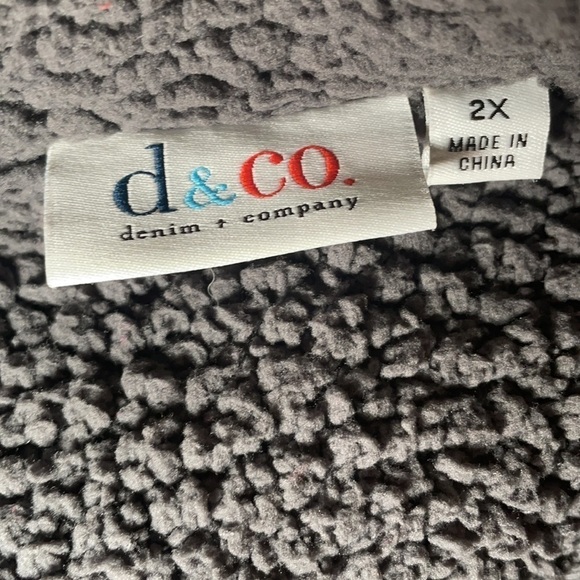 d&co.
denim + company
2X
MADE IN
CHINA